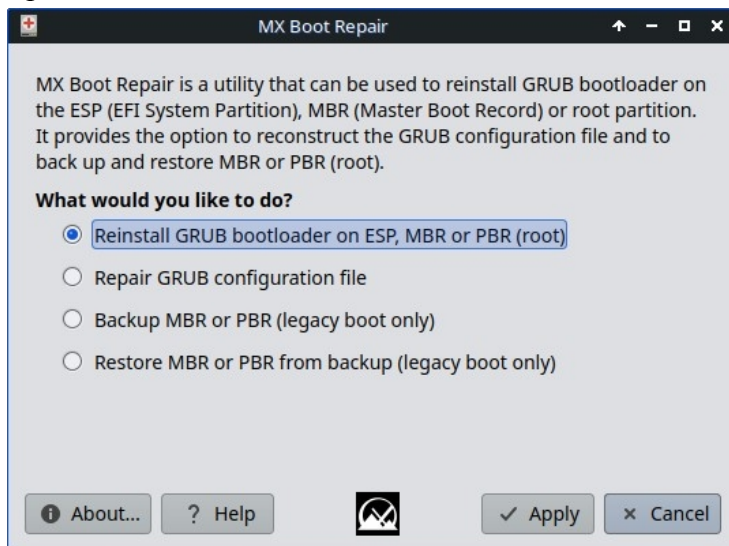 MX Boot Repair
MX Boot Repair is a utility that can be used to reinstall GRUB bootloader on
the ESP (EFI System Partition), MBR (Master Boot Record) or root partition.
It provides the option to reconstruct the GRUB configuration file and to
back up and restore MBR or PBR (root).
What would you like to do?
Reinstall GRUB bootloader on ESP, MBR or PBR (root)
Repair GRUB configuration file
Backup MBR or PBR (legacy boot only)
Restore MBR or PBR from backup (legacy boot only)
About... ? Help Apply Cancel